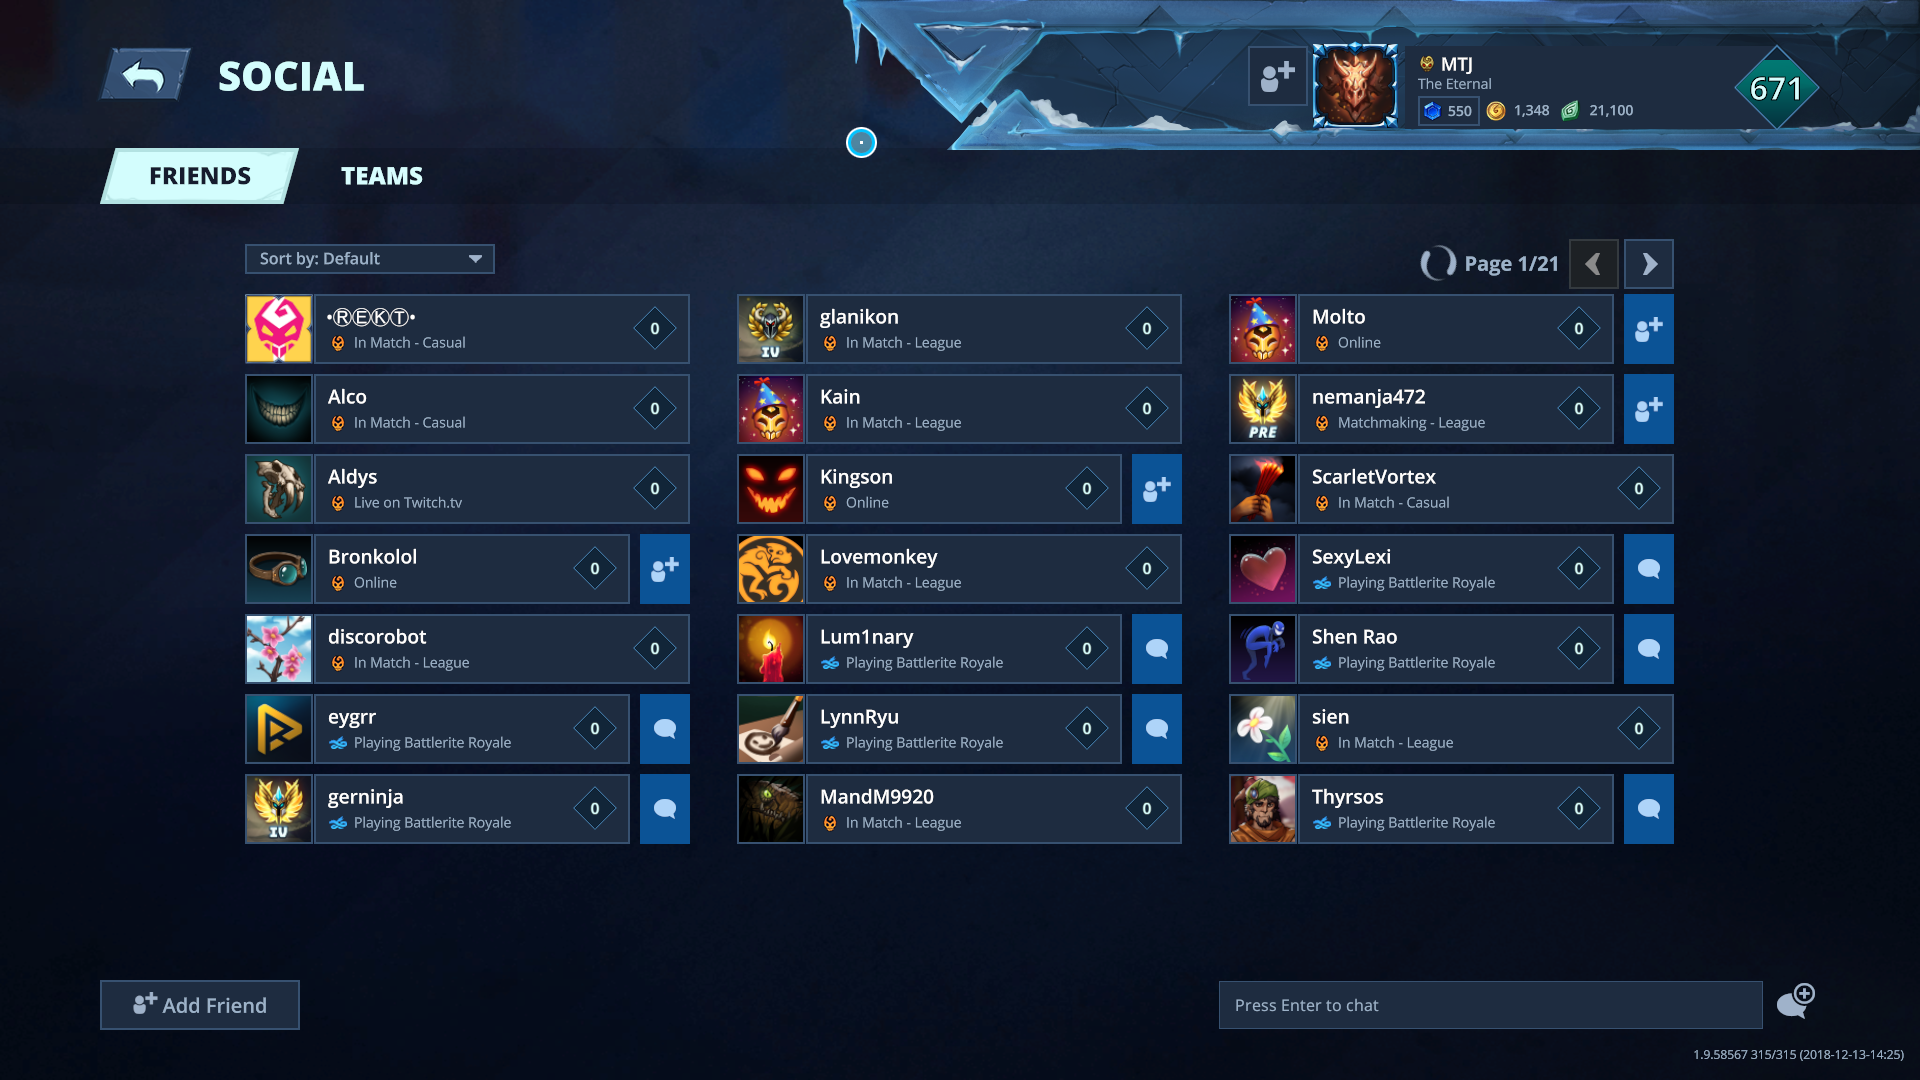 SOCIAL
MTJ
The Eternal
550 1,348 21,100
671
FRIENDS TEAMS
Sort by: Default
Page 1/21
•ⓇⒺⓀⓉ•
In Match - Casual
0
glanikon
In Match - League
0
IV
Molto
Online
0
Alco
In Match - Casual
0
Kain
In Match - League
0
nemanja472
Matchmaking - League
0
PRE
Aldys
Live on Twitch.tv
0
Kingson
Online
0
ScarletVortex
In Match - Casual
0
Bronkolol
Online
0
Lovemonkey
In Match - League
0
SexyLexi
Playing Battlerite Royale
0
discorobot
In Match - League
0
Lum1nary
Playing Battlerite Royale
0
Shen Rao
Playing Battlerite Royale
0
eygrr
Playing Battlerite Royale
0
LynnRyu
Playing Battlerite Royale
0
sien
In Match - League
0
gerninja
Playing Battlerite Royale
0
IV
MandM9920
In Match - League
0
Thyrsos
Playing Battlerite Royale
0
Add Friend
Press Enter to chat
1.9.58567 315/315 (2018-12-13-14:25)